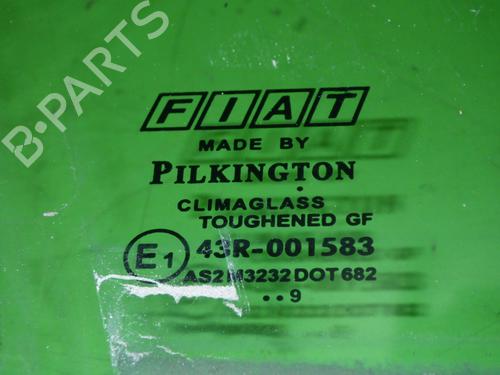 B-PARTS
FIAT
MADE BY
PILKINGTON
CLIMAGLASS
TOUGHENED GF
E1 43R-001583
AS2 M3232 DOT 682
•• 9